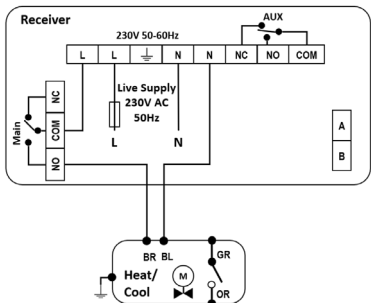 Receiver
AUX
230V 50-60Hz
L L N N NC NO COM
Live Supply
230V AC
50Hz
L N
NC
COM
NO
Main
A
B
BR BL GR
Heat/
Cool
M
OR